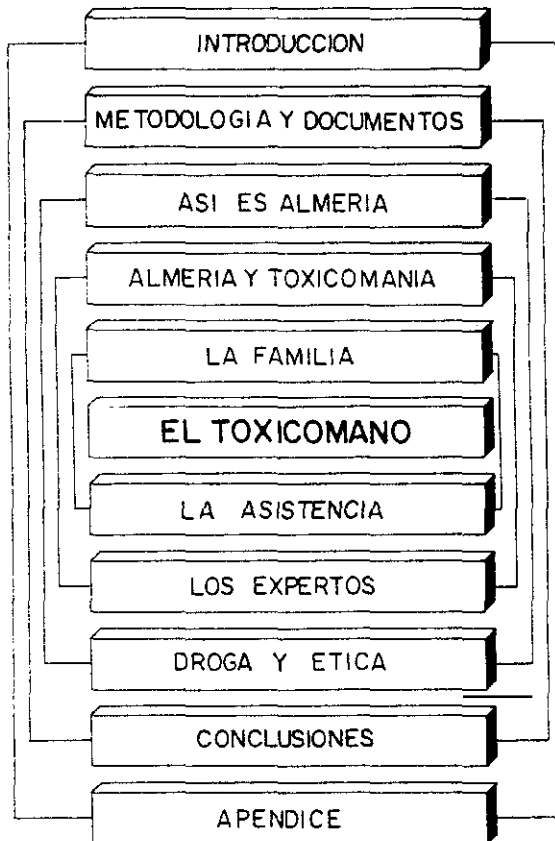 INTRODUCCION
METODOLOGIA Y DOCUMENTOS
ASI ES ALMERIA
ALMERIA Y TOXICOMANIA
LA FAMILIA
EL TOXICOMANO
LA ASISTENCIA
LOS EXPERTOS
DROGA Y ETICA
CONCLUSIONES
APENDICE